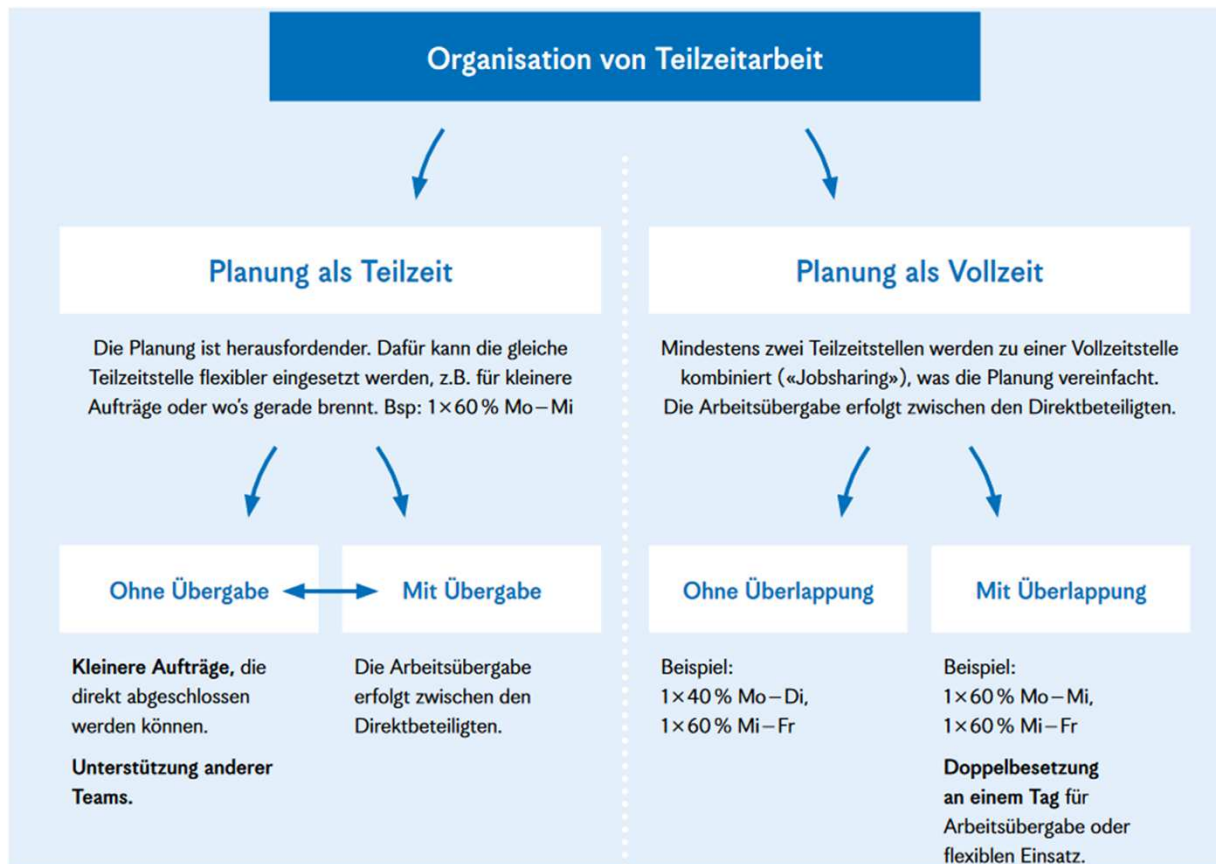 Organisation von Teilzeitarbeit
Planung als Teilzeit
Die Planung ist herausfordender. Dafür kann die gleiche
Teilzeitstelle flexibler eingesetzt werden, z.B. für kleinere
Aufträge oder wo’s gerade brennt. Bsp: 1×60 % Mo – Mi
Ohne Übergabe
Kleinere Aufträge, die
direkt abgeschlossen
werden können.
Unterstützung anderer
Teams.
Mit Übergabe
Die Arbeitsübergabe
erfolgt zwischen den
Direktbeteiligten.
Planung als Vollzeit
Mindestens zwei Teilzeitstellen werden zu einer Vollzeitstelle
kombiniert («Jobsharing»), was die Planung vereinfacht.
Die Arbeitsübergabe erfolgt zwischen den Direktbeteiligten.
Ohne Überlappung
Beispiel:
1×40 % Mo – Di,
1×60 % Mi – Fr
Mit Überlappung
Beispiel:
1×60 % Mo – Mi,
1×60 % Mi – Fr
Doppelbesetzung
an einem Tag für
Arbeitsübergabe oder
flexiblen Einsatz.